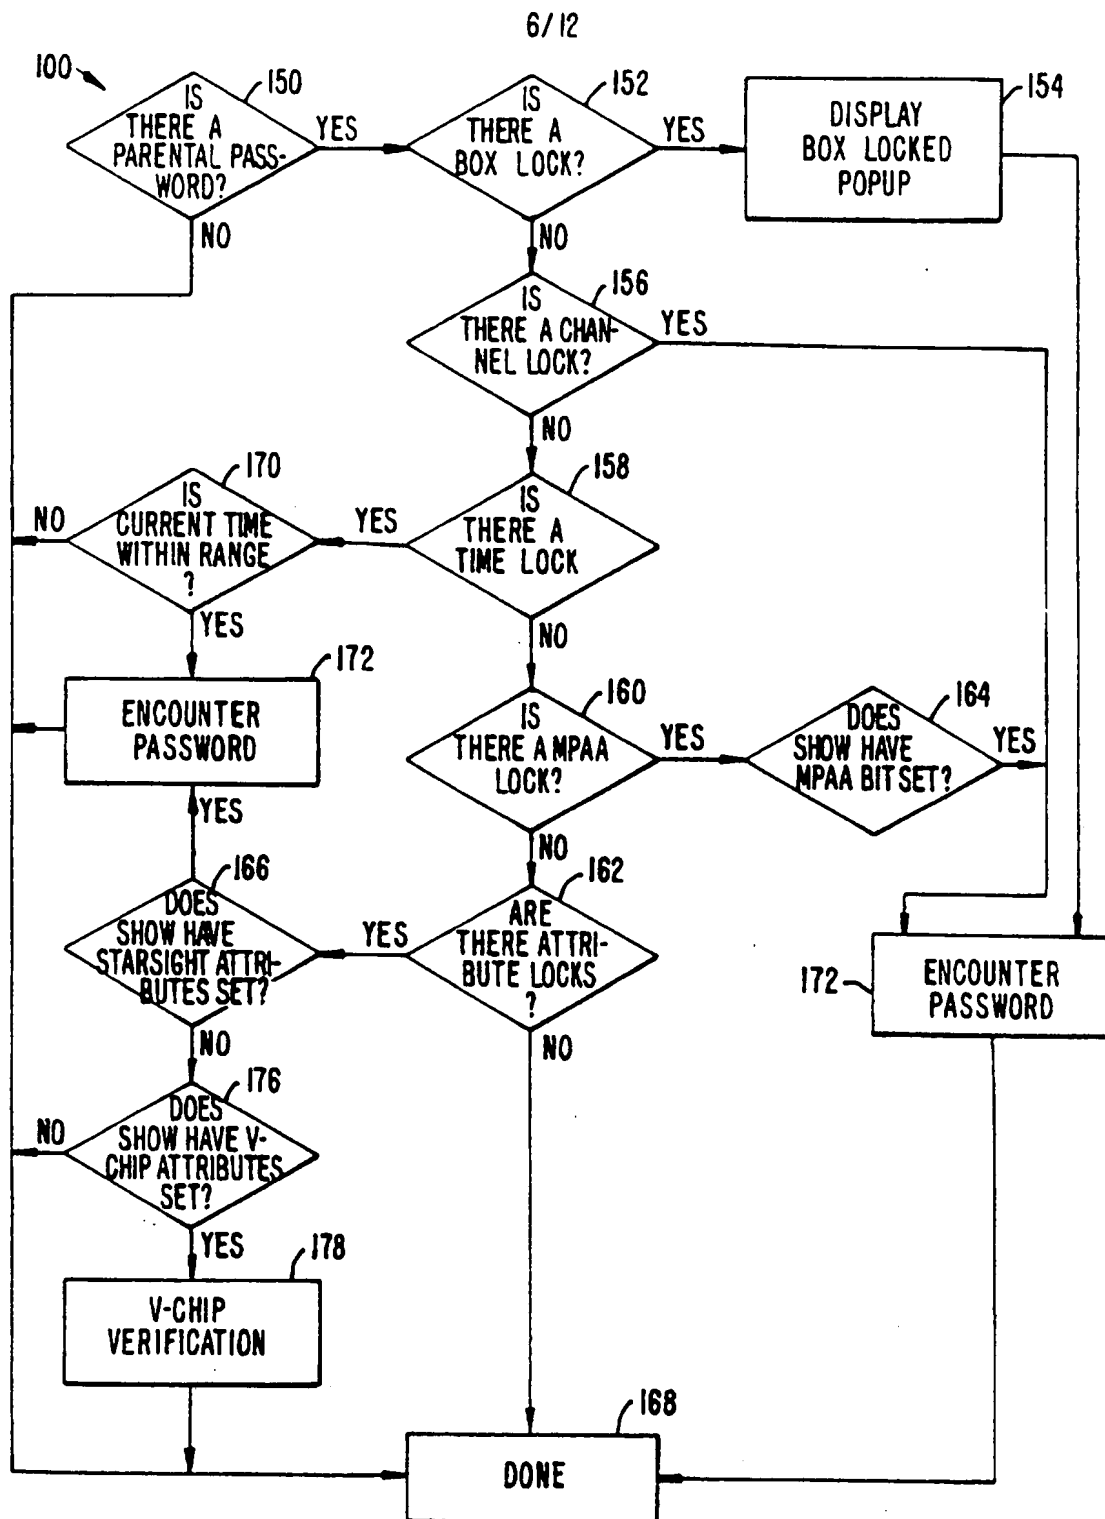 6/12
100
150
IS
THERE A
PARENTAL PASS-
WORD?
YES
NO
152
IS
THERE A
BOX LOCK?
YES
NO
154
DISPLAY
BOX LOCKED
POPUP
156
IS
THERE A CHAN-
NEL LOCK?
YES
NO
158
IS
THERE A
TIME LOCK
YES
NO
170
IS
CURRENT TIME
WITHIN RANGE
?
NO
YES
172
ENCOUNTER
PASSWORD
160
IS
THERE A MPAA
LOCK?
YES
NO
164
DOES
SHOW HAVE
MPAA BIT SET?
YES
YES
166
DOES
SHOW HAVE
STARSIGHT ATTRI-
BUTES SET?
NO
162
ARE
THERE ATTRI-
BUTE LOCKS
?
YES
NO
172
ENCOUNTER
PASSWORD
176
DOES
SHOW HAVE V-
CHIP ATTRIBUTES
SET?
NO
YES
178
V-CHIP
VERIFICATION
168
DONE